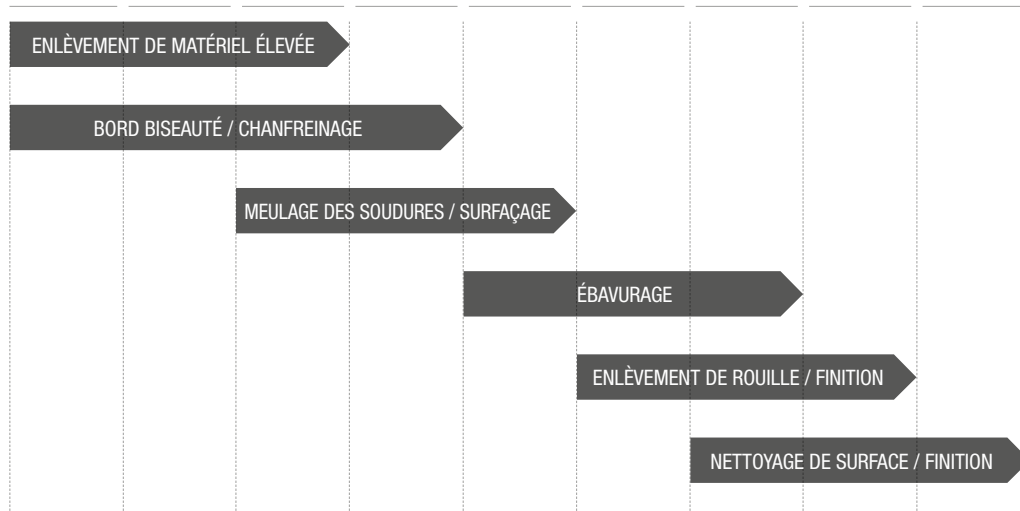 ENLÈVEMENT DE MATÉRIEL ÉLEVÉE
BORD BISEAUTÉ / CHANFREINAGE
MEULAGE DES SOUDURES / SURFAÇAGE
ÉBAVURAGE
ENLÈVEMENT DE ROUILLE / FINITION
NETTOYAGE DE SURFACE / FINITION